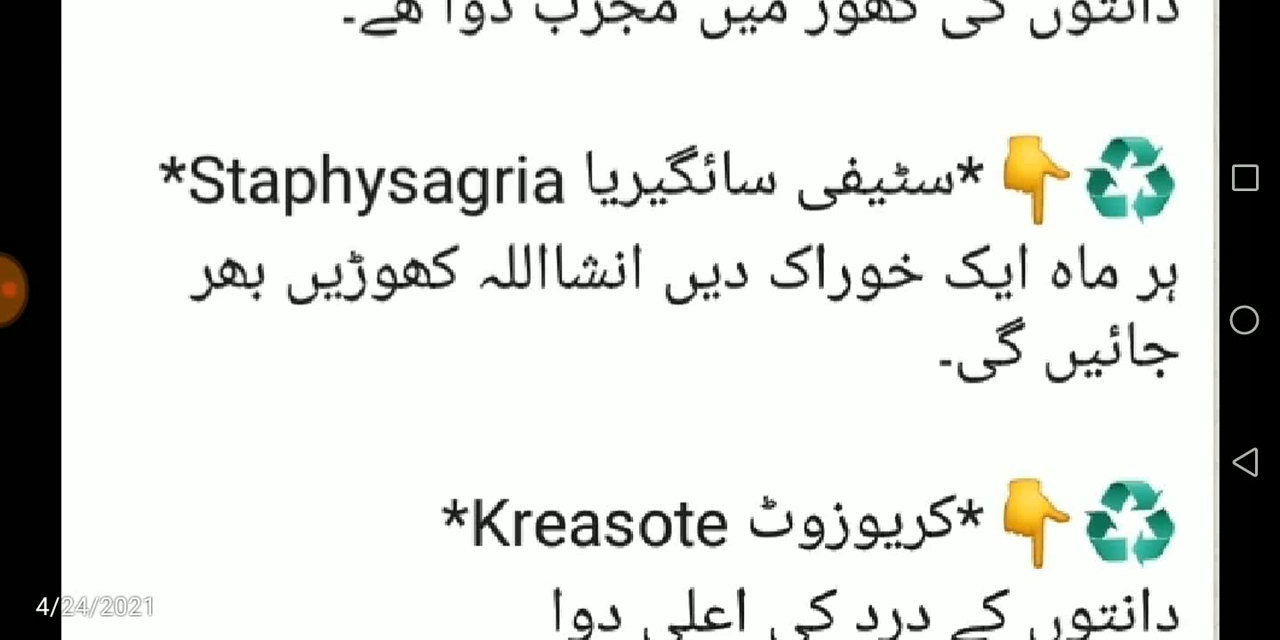 دانتوں کی کھوڑ میں مجرب دوا ھے۔
♻️👇*سٹیفی سائگیریا Staphysagria*
ہر ماہ ایک خوراک دیں انشااللہ کھوڑیں بھر
جائیں گی۔
♻️👇*کریوزوٹ Kreasote*
دانتوں کے درد کی اعلی دوا
4/24/2021